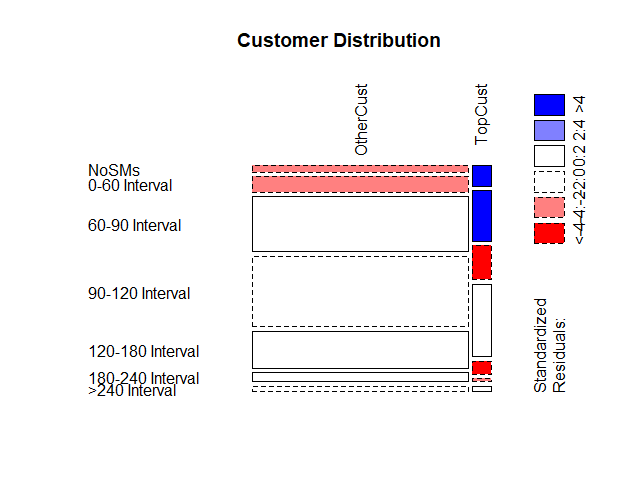 Customer Distribution
OtherCust
TopCust
NoSMs
0-60 Interval
60-90 Interval
90-120 Interval
120-180 Interval
180-240 Interval
>240 Interval
Standardized
Residuals:
<-4
-4:-2
-2:0
0:2
2:4
>4